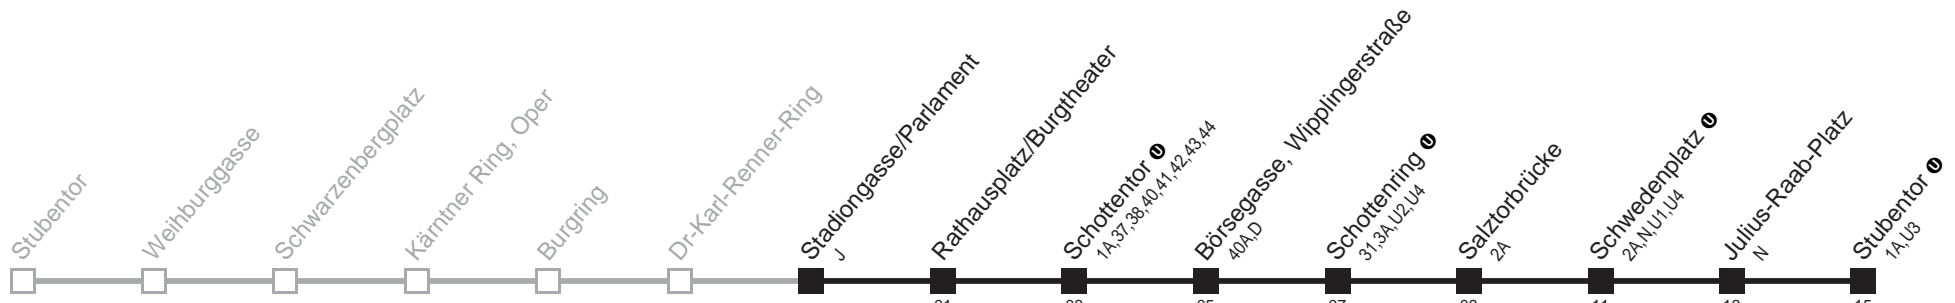 Stubentor
Weihburggasse
Schwarzenbergplatz
Kärntner Ring, Oper
Burgring
Dr-Karl-Renner-Ring
Stadiongasse/Parlament
J
Rathausplatz/Burgtheater
Schottentor U
1A,37,38,40,41,42,43,44
Börsegasse, Wipplingerstraße
40A,D
Schottenring U
31,3A,U2,U4
Salztorbrücke
2A
Schwedenplatz U
2A,N,U1,U4
Julius-Raab-Platz
N
Stubentor U
1A,U3